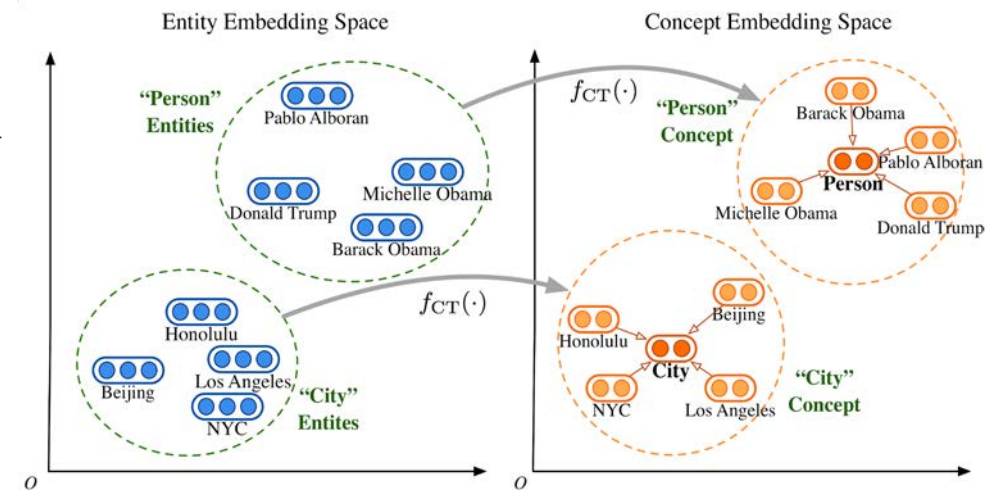 Entity Embedding Space
Concept Embedding Space
“Person”
Entities
Pablo Alboran
Donald Trump
Michelle Obama
Barack Obama
f_CT(·)
“Person”
Concept
Barack Obama
Pablo Alboran
Person
Michelle Obama
Donald Trump
Honolulu
Beijing
Los Angeles
NYC
“City”
Entites
f_CT(·)
Beijing
Honolulu
City
NYC
Los Angeles
“City”
Concept
O
O